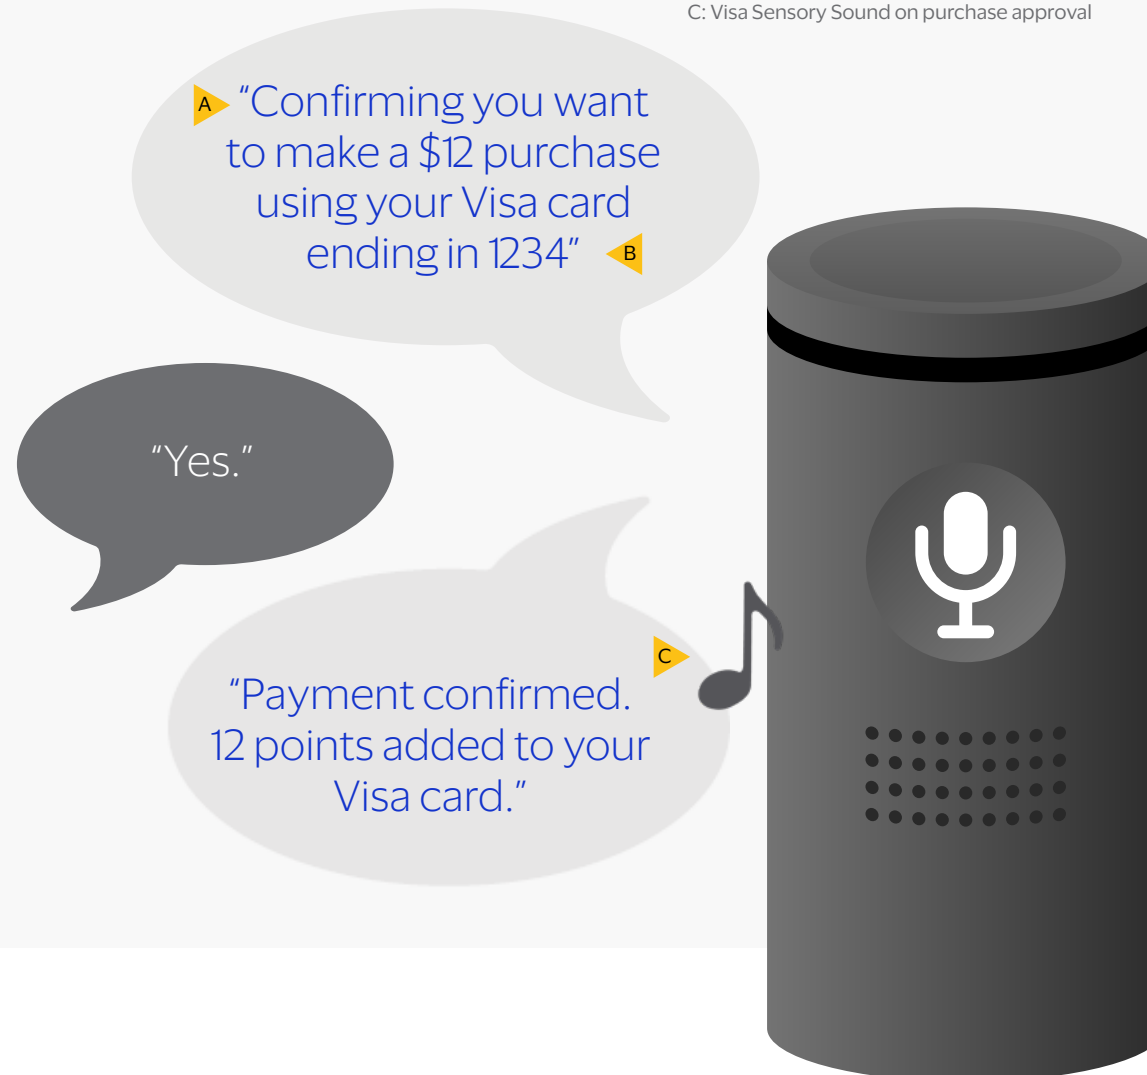 C: Visa Sensory Sound on purchase approval
A "Confirming you want
to make a $12 purchase
using your Visa card
ending in 1234" B
"Yes."
C
"Payment confirmed.
12 points added to your
Visa card."